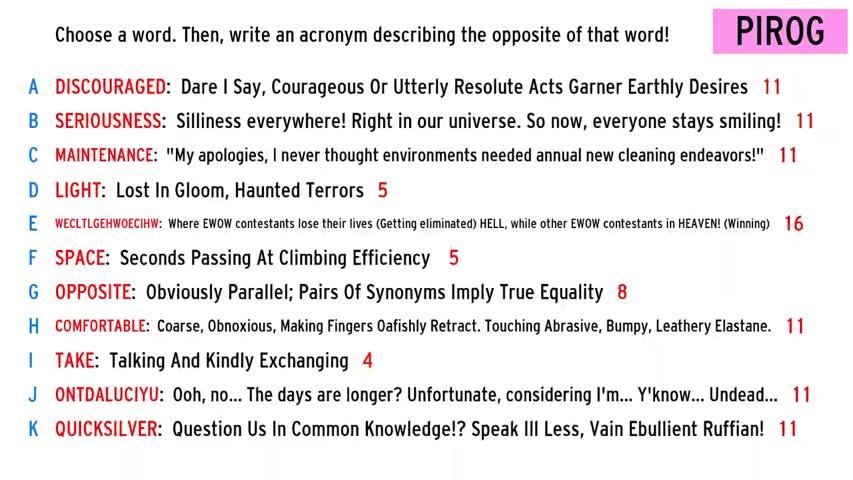 Choose a word. Then, write an acronym describing the opposite of that word!
PIROG
A DISCOURAGED: Dare I Say, Courageous Or Utterly Resolute Acts Garner Earthly Desires 11
B SERIOUSNESS: Silliness everywhere! Right in our universe. So now, everyone stays smiling! 11
C MAINTENANCE: "My apologies, I never thought environments needed annual new cleaning endeavors!" 11
D LIGHT: Lost In Gloom, Haunted Terrors 5
E WECLTLGEHWOECIHW: Where EWOW contestants lose their lives (Getting eliminated) HELL, while other EWOW contestants in HEAVEN! (Winning) 16
F SPACE: Seconds Passing At Climbing Efficiency 5
G OPPOSITE: Obviously Parallel; Pairs Of Synonyms Imply True Equality 8
H COMFORTABLE: Coarse, Obnoxious, Making Fingers Oafishly Retract. Touching Abrasive, Bumpy, Leathery Elastane. 11
I TAKE: Talking And Kindly Exchanging 4
J ONTDALUCIYU: Ooh, no... The days are longer? Unfortunate, considering I'm... Y'know... Undead... 11
K QUICKSILVER: Question Us In Common Knowledge!? Speak Ill Less, Vain Ebullient Ruffian! 11